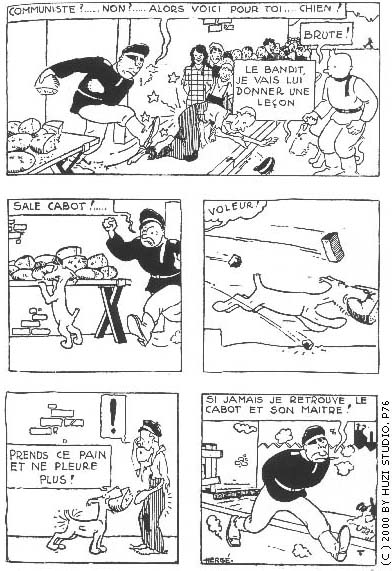 COMMUNISTE ?..... NON ?..... ALORS VOICI POUR TOI... CHIEN !
BRUTE !
LE BANDIT,
JE VAIS LUI
DONNER UNE
LEÇON
SALE CABOT !.....
VOLEUR !
!
PRENDS CE PAIN
ET NE PLEURE
PLUS !
SI JAMAIS JE RETROUVE LE
CABOT ET SON MAITRE !
HERGÉ.
(C) 2000 BY HUZI STUDIO. P76